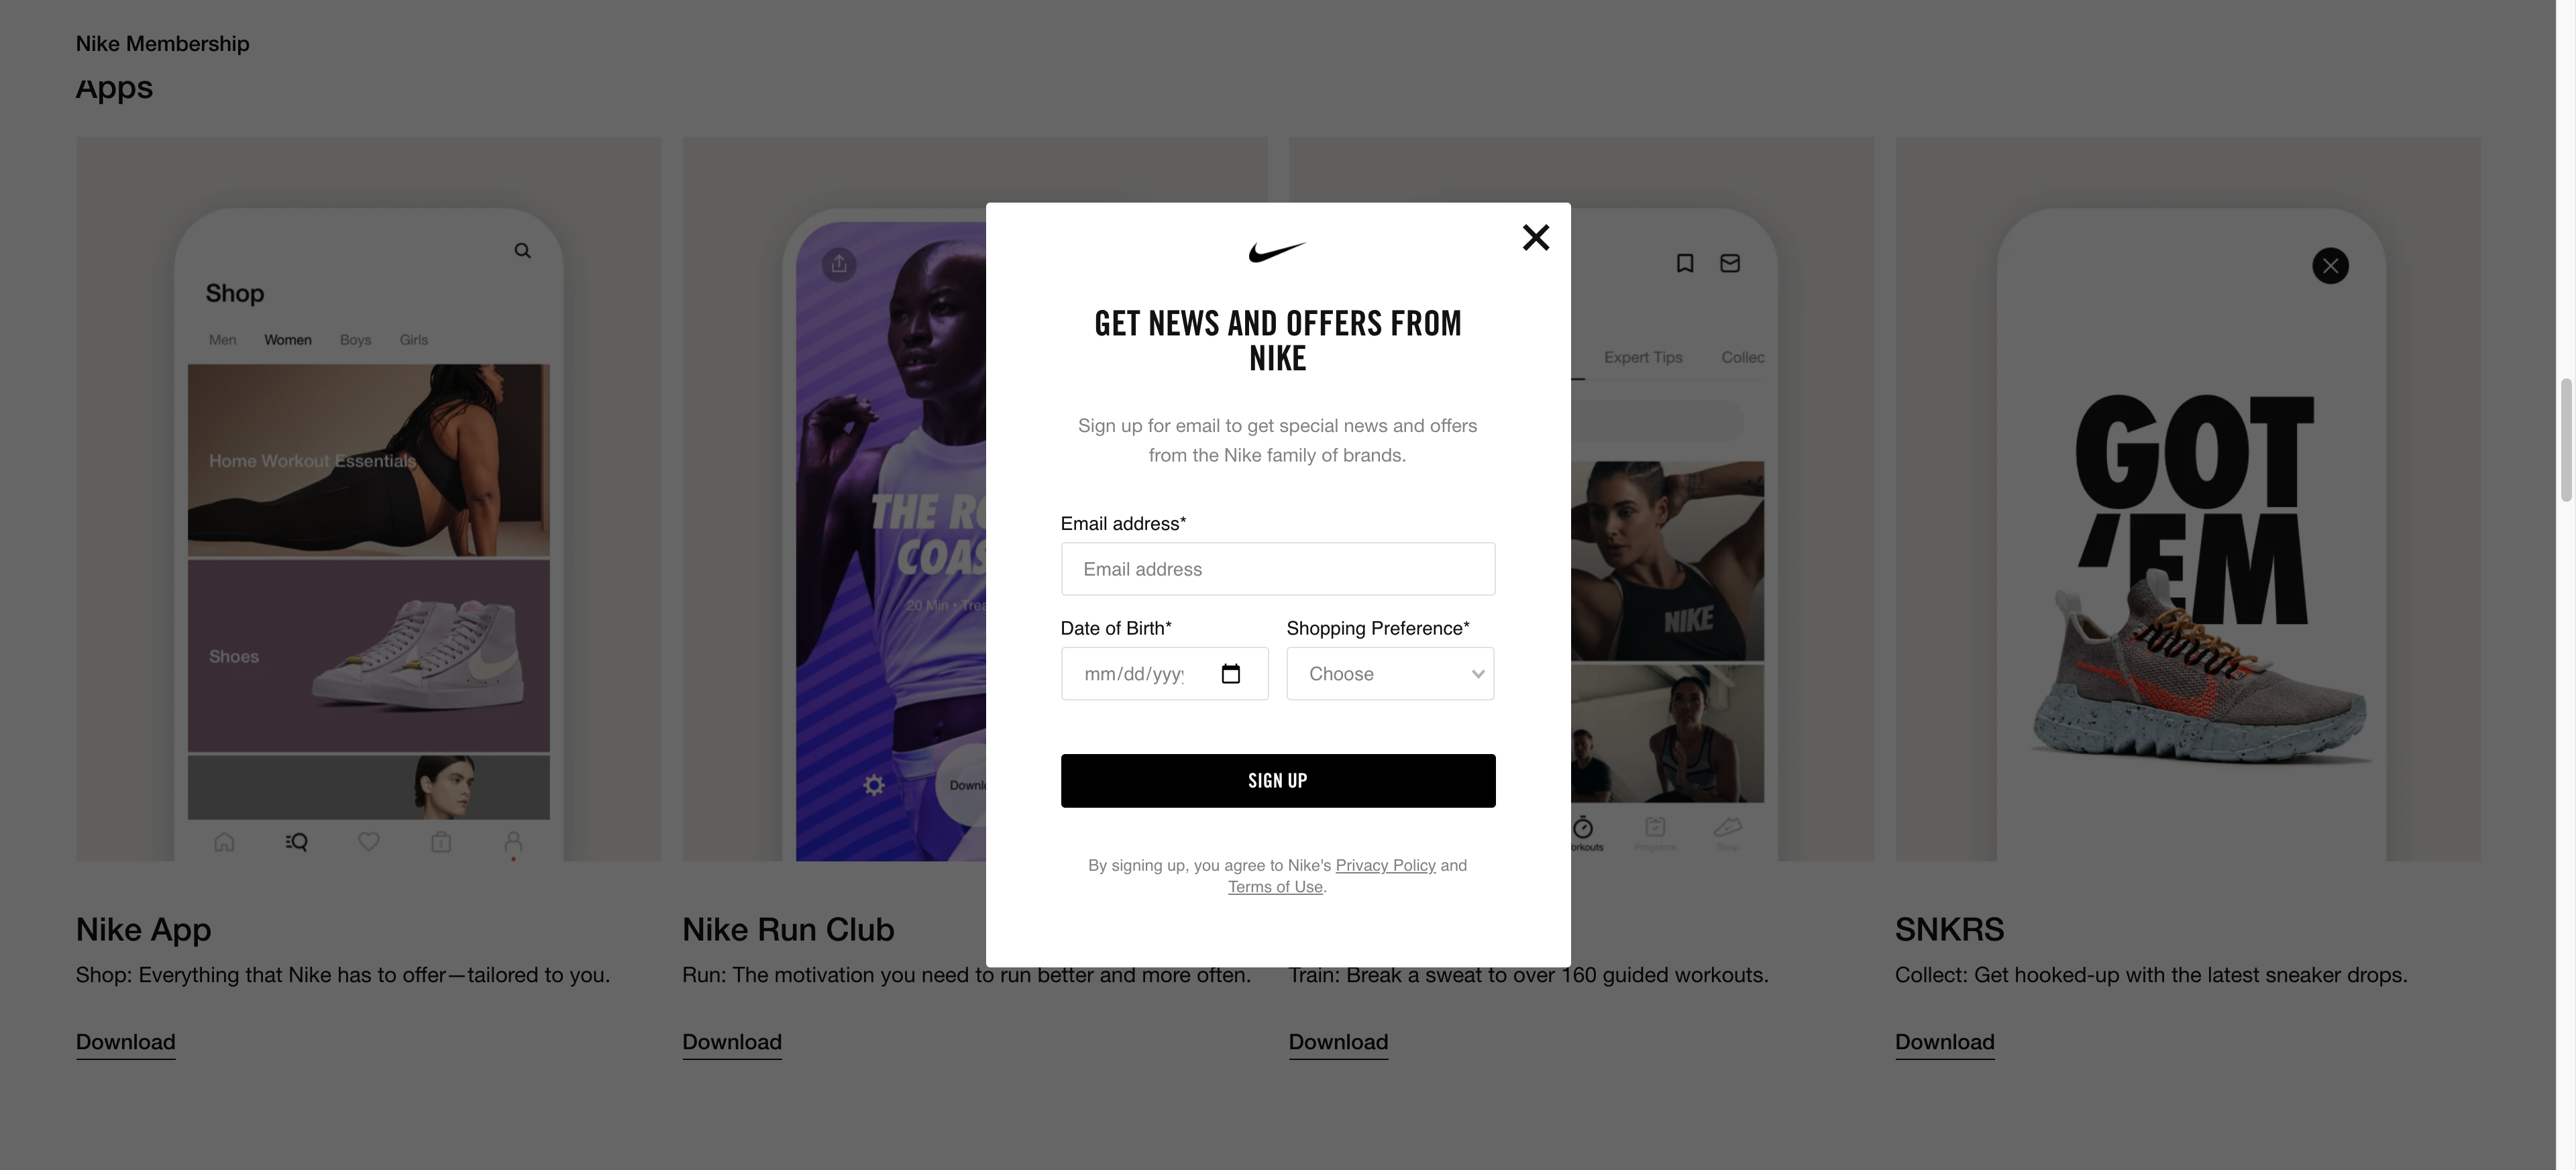 Nike Membership
Apps
Shop
Men Women Boys Girls
Home Workout Essentials
Shoes
THE
COAS
20 Min •
GET NEWS AND OFFERS FROM
NIKE
Sign up for email to get special news and offers
from the Nike family of brands.
Email address*
Email address
Date of Birth* Shopping Preference*
mm/dd/yyyy Choose
SIGN UP
By signing up, you agree to Nike's Privacy Policy and
Terms of Use.
Expert Tips Collec
NIKE
orkouts Programs Shop
GOT
'EM
Nike App
Shop: Everything that Nike has to offer—tailored to you.
Download
Nike Run Club
Run: The motivation you need to run better and more often.
Download
Train: Break a sweat to over 160 guided workouts.
Download
SNKRS
Collect: Get hooked-up with the latest sneaker drops.
Download